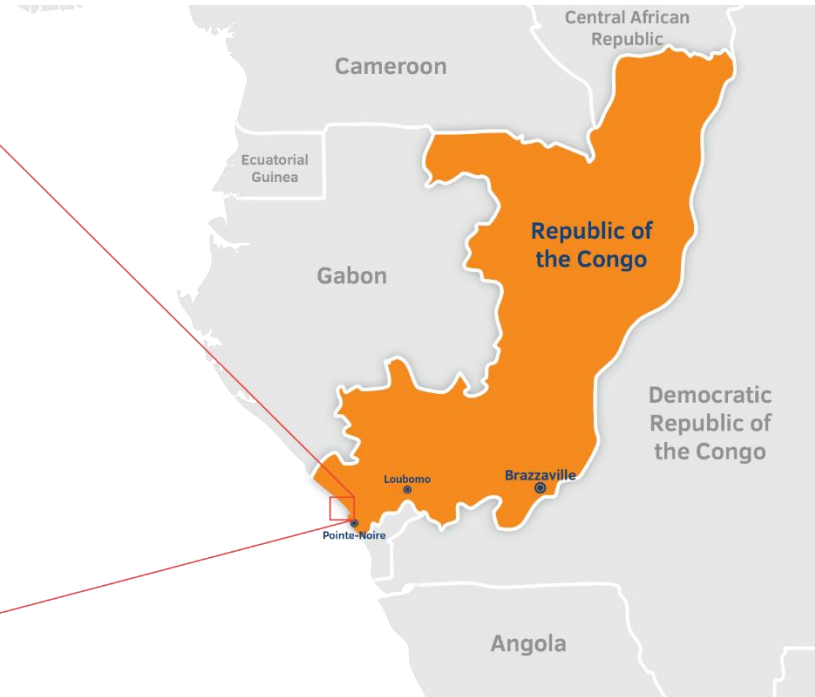 Central African
Republic
Cameroon
Ecuatorial
Guinea
Republic of
the Congo
Gabon
Democratic
Republic of
the Congo
Loubomo
Brazzaville
Pointe-Noire
Angola